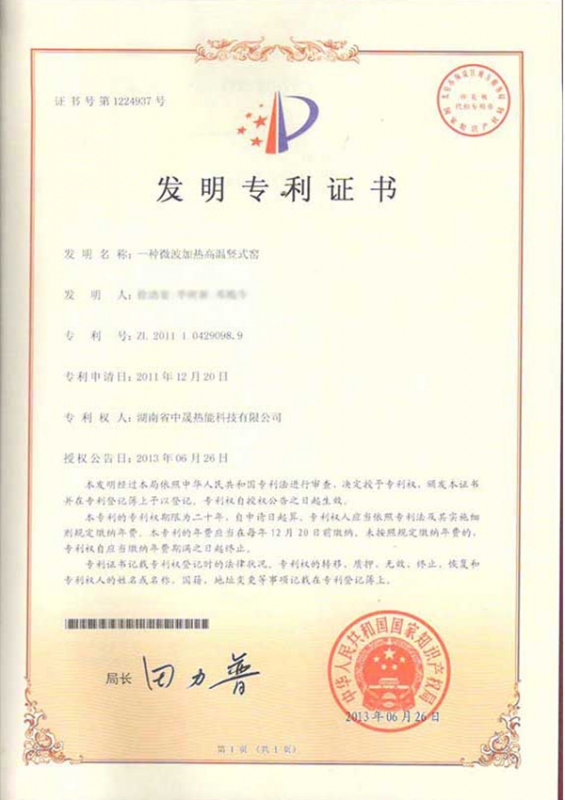 证书号第1224937号
发明专利证书
发明名称：一种微波加热高温竖式窑
发明人：
专利号：ZL 2011 1 0429098.9
专利申请日：2011年12月20日
专利权人：湖南省中晟热能科技有限公司
授权公告日：2013年06月26日
本发明经过本局依照中华人民共和国专利法进行审查，决定授予专利权，颁发本证书
并在专利登记簿上予以登记。专利权自授权公告之日起生效。
本专利的专利权期限为二十年，自申请日起算。专利权人应当依照专利法及其实施细
则规定缴纳年费。本专利的年费应当在每年12月20日前缴纳。未按照规定缴纳年费的，
专利权自应当缴纳年费期满之日起终止。
专利证书记载专利权登记时的法律状况。专利权的转移、质押、无效、终止、恢复和
专利权人的姓名或名称、国籍、地址变更等事项记载在专利登记簿上。
局长 田力普
中华人民共和国国家知识产权局
2013年06月26日
第1页（共1页）